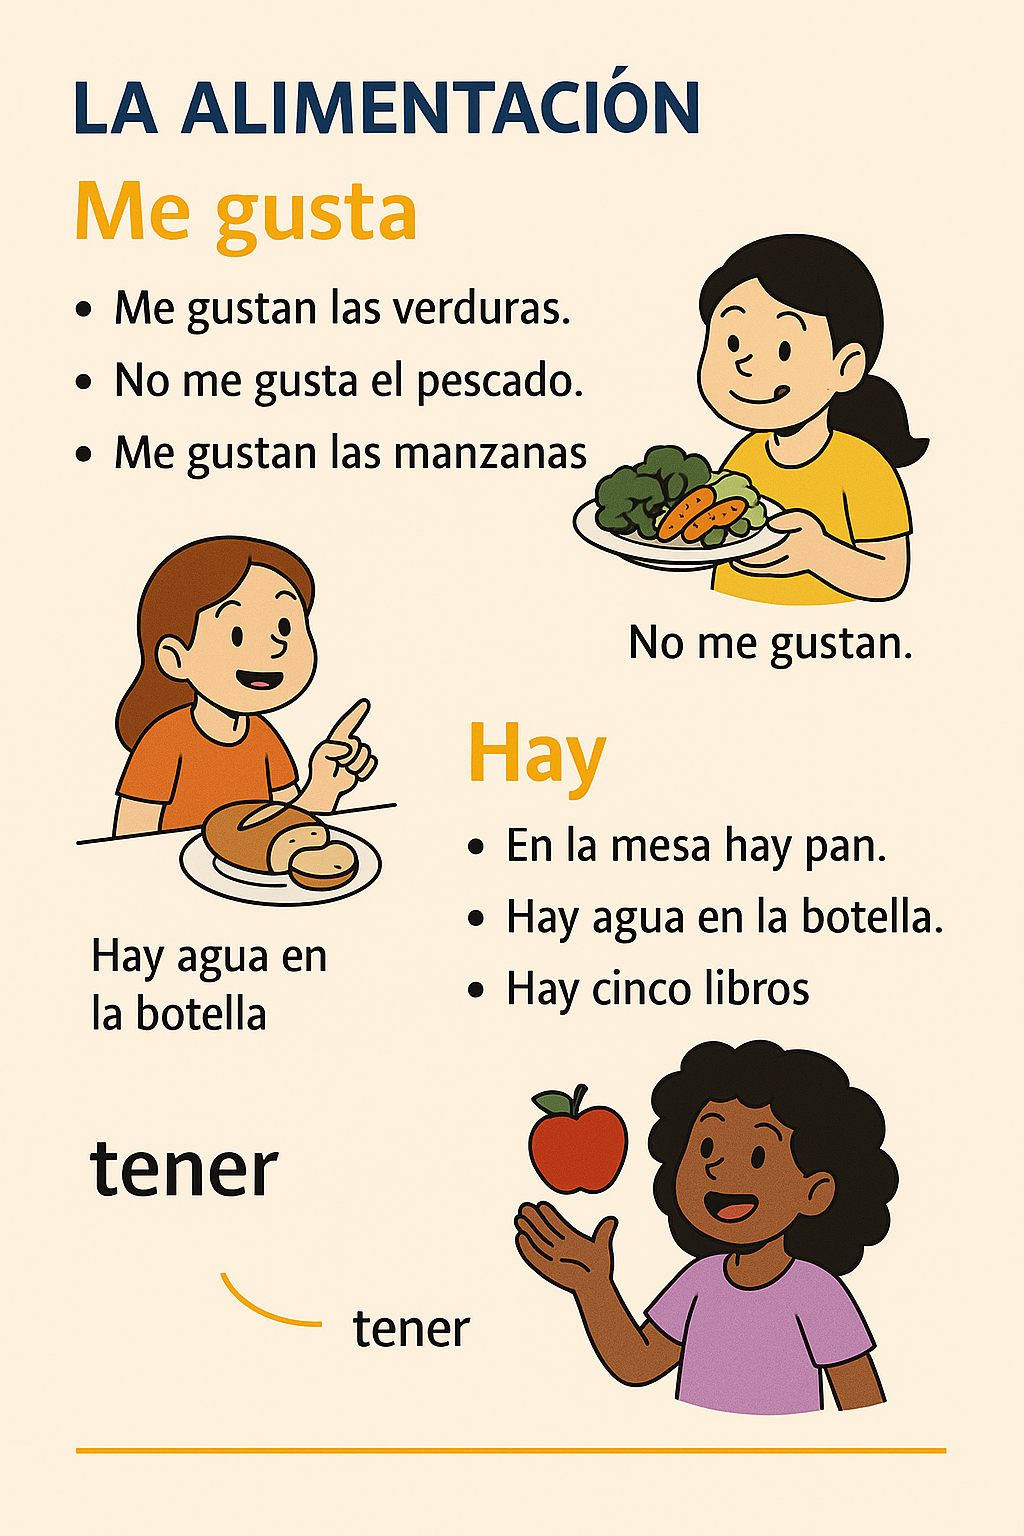 LA ALIMENTACIÓN
Me gusta
• Me gustan las verduras.
• No me gusta el pescado.
• Me gustan las manzanas
No me gustan.
Hay agua en
la botella
Hay
• En la mesa hay pan.
• Hay agua en la botella.
• Hay cinco libros
tener
tener